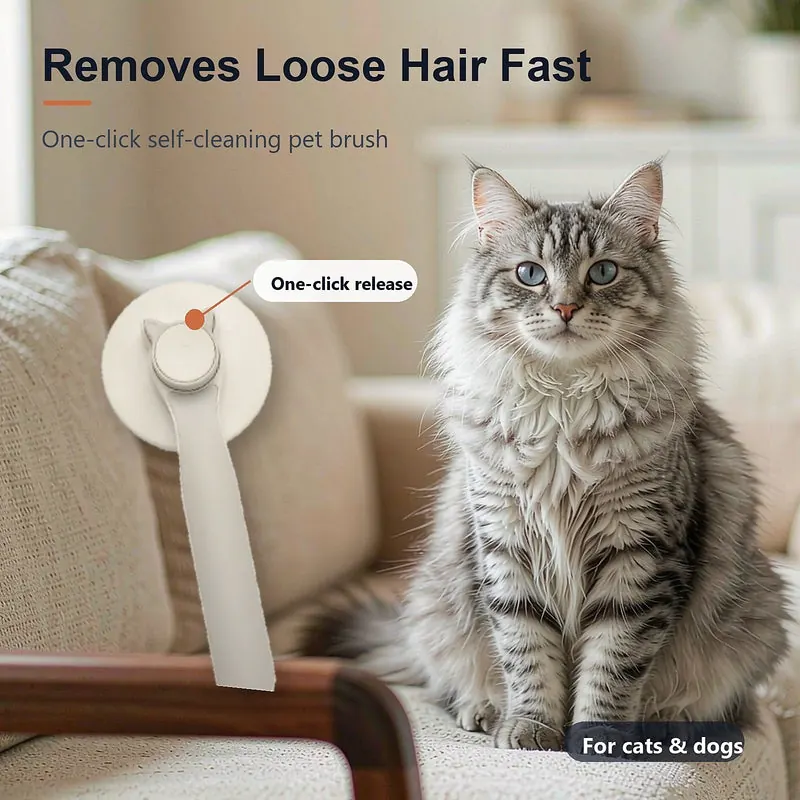 Removes Loose Hair Fast
One-click self-cleaning pet brush
One-click release
For cats & dogs